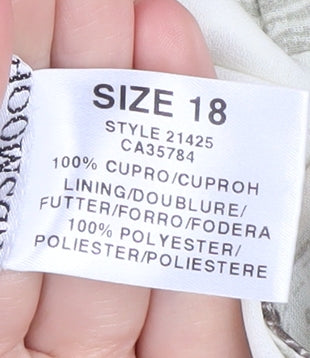 SIZE 18
STYLE 21425
CA35784
100% CUPRO/CUPROH
LINING/DOUBLURE/
FUTTER/FORRO/FODERA
100% POLYESTER/
POLIESTER/POLIESTERE